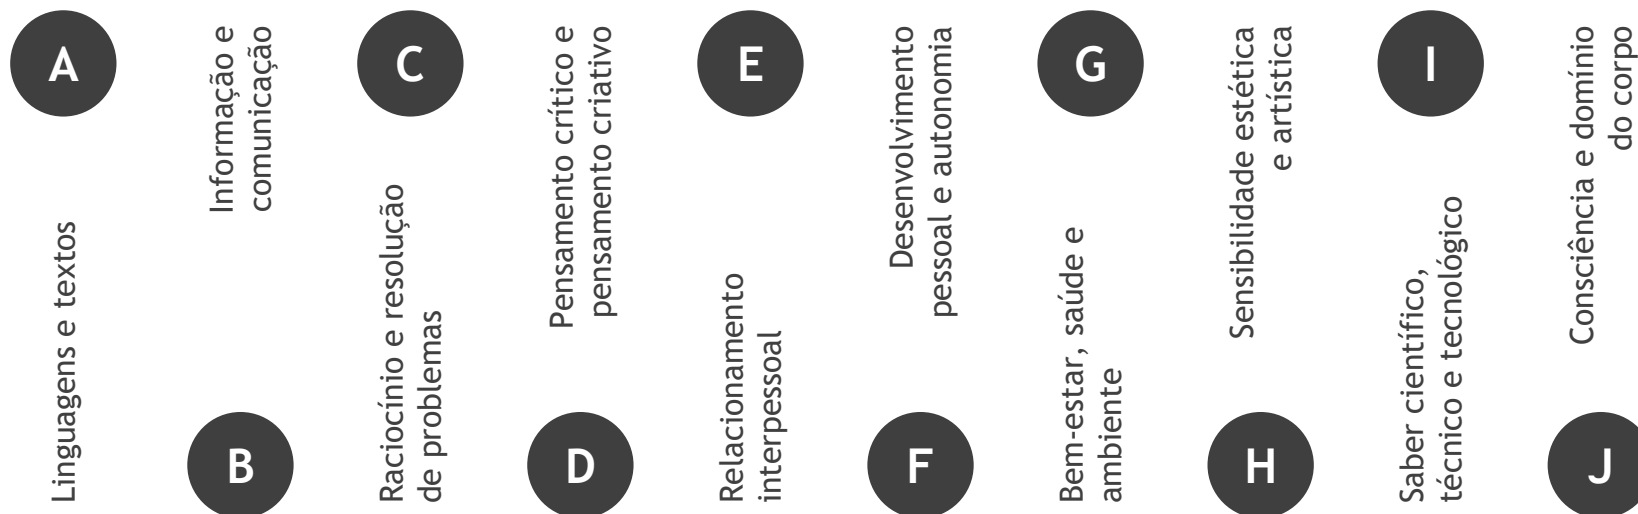 A
Linguagens e textos
B
Informação e
comunicação
C
Raciocínio e resolução
de problemas
D
Pensamento crítico e
pensamento criativo
E
Relacionamento
interpessoal
F
Desenvolvimento
pessoal e autonomia
G
Bem-estar, saúde e
ambiente
H
Sensibilidade estética
e artística
I
Saber científico,
técnico e tecnológico
J
Consciência e domínio
do corpo